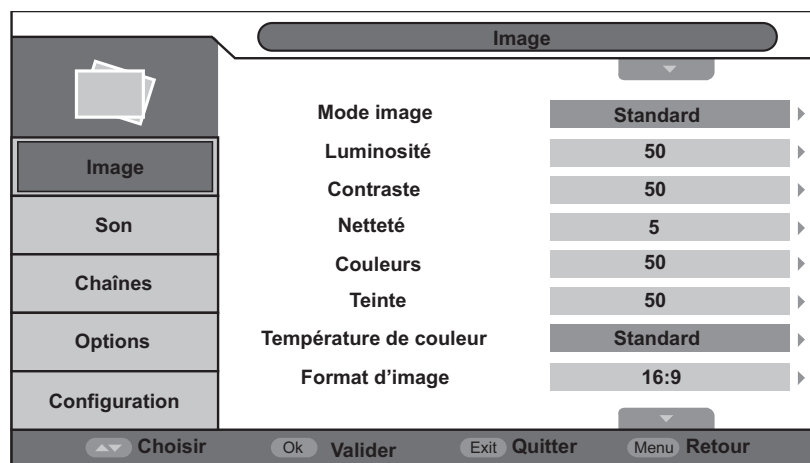 Image
Image
Son
Chaînes
Options
Configuration
Mode image Standard
Luminosité 50
Contraste 50
Netteté 5
Couleurs 50
Teinte 50
Température de couleur Standard
Format d’image 16:9
Choisir Ok Valider Exit Quitter Menu Retour